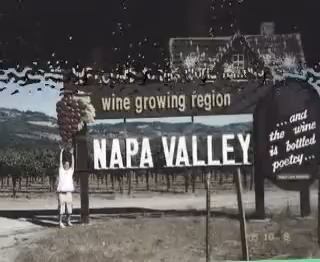 wine growing region
NAPA VALLEY
...and
the wine
is bottled
poetry...